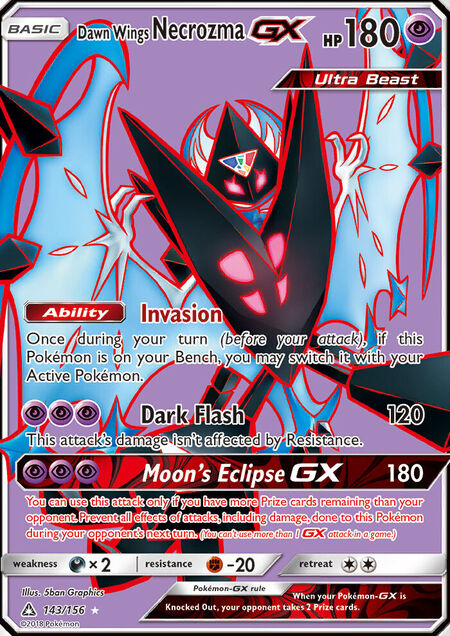 BASIC Dawn Wings Necrozma GX HP 180
Ultra Beast
Ability Invasion
Once during your turn (before your attack), if this
Pokémon is on your Bench, you may switch it with your
Active Pokémon.
Dark Flash 120
This attack's damage isn't affected by Resistance.
Moon's Eclipse GX 180
You can use this attack only if you have more Prize cards remaining than your
opponent. Prevent all effects of attacks, including damage, done to this Pokémon
during your opponent's next turn. (You can't use more than 1 GX attack in a game.)
weakness × 2 resistance -20 retreat
Illus. 5ban Graphics
Pokémon-GX rule
When your Pokémon-GX is
Knocked Out, your opponent takes 2 Prize cards.
143/156
©2018 Pokémon